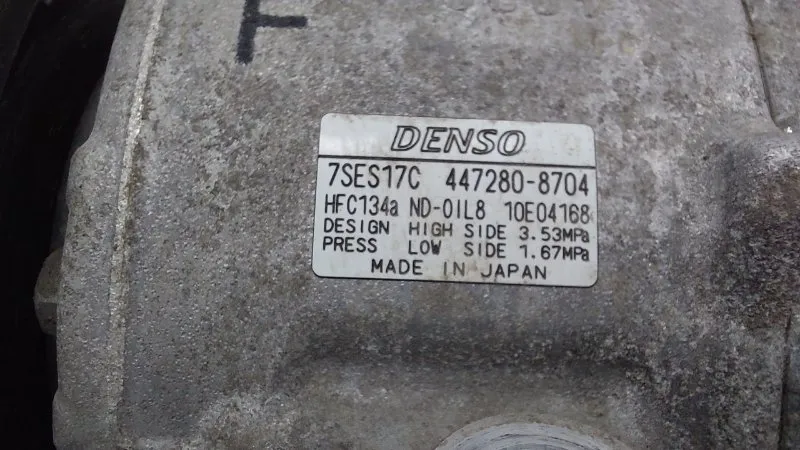 F
DENSO
7SES17C 447280-8704
HFC134a ND-OIL8 10E04168
DESIGN HIGH SIDE 3.53MPa
PRESS LOW SIDE 1.67MPa
MADE IN JAPAN